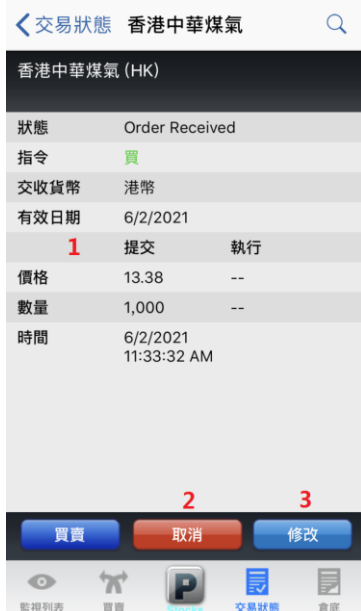 交易狀態 香港中華煤氣
香港中華煤氣 (HK)
狀態 Order Received
指令 買
交收貨幣 港幣
有效日期 6/2/2021
1 提交 執行
價格 13.38 --
數量 1,000 --
時間 6/2/2021
11:33:32 AM
2 3
買賣 取消 修改
P
監視列表 買賣 Stocks 交易狀態 倉底